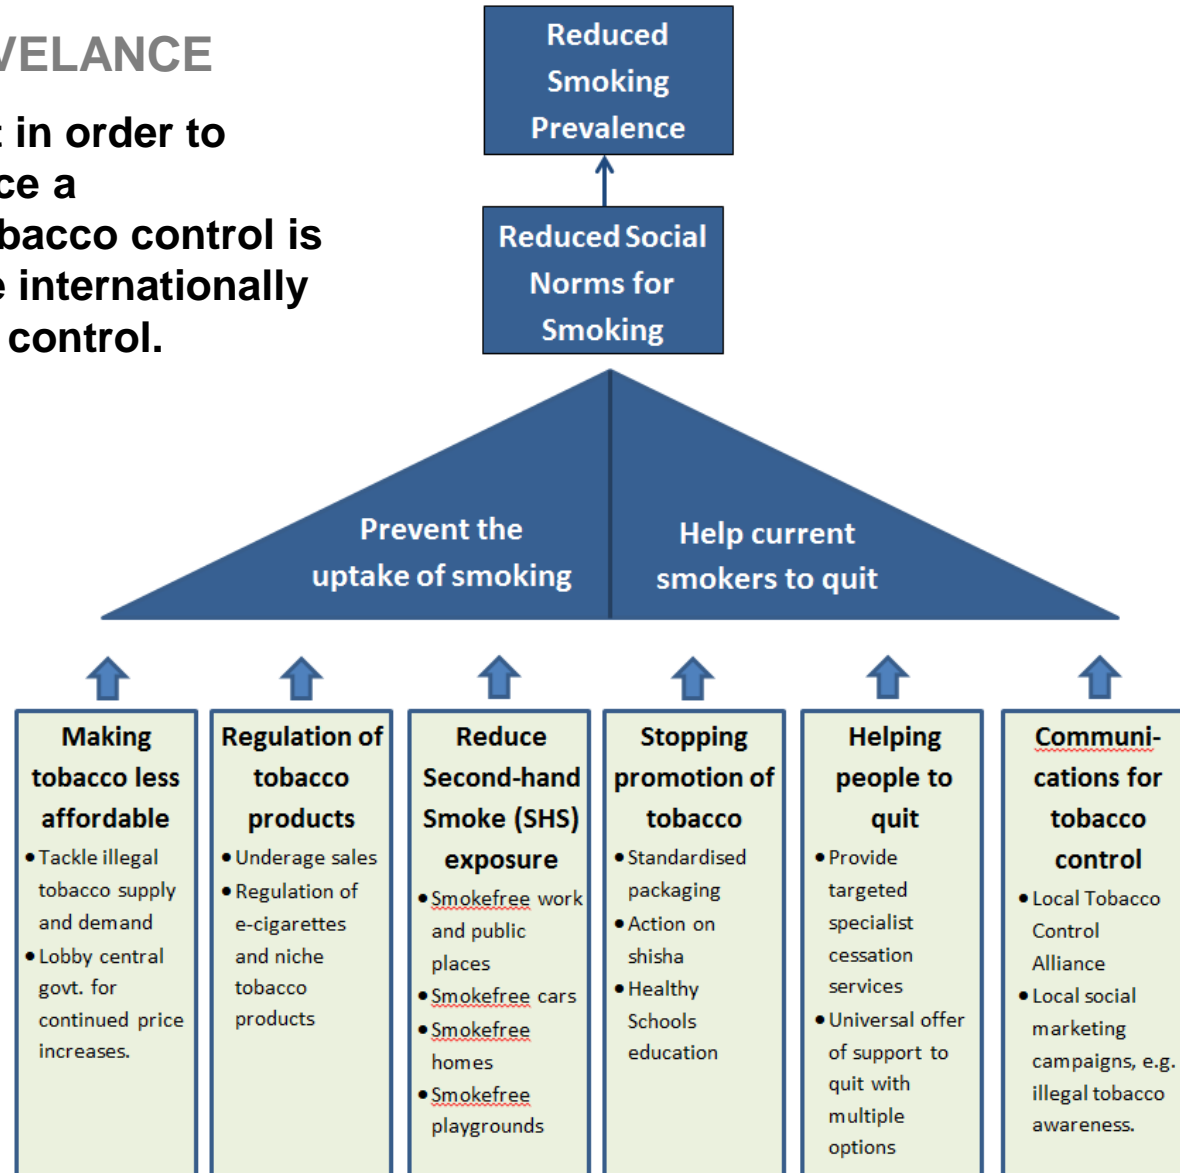 VELANCE
t in order to
ce a
bacco control is
e internationally
control.
Reduced
Smoking
Prevalence
Reduced Social
Norms for
Smoking
Prevent the
uptake of smoking
Help current
smokers to quit
Making
tobacco less
affordable
• Tackle illegal
tobacco supply
and demand
• Lobby central
govt. for
continued price
increases.
Regulation of
tobacco
products
• Underage sales
• Regulation of
e-cigarettes
and niche
tobacco
products
Reduce
Second-hand
Smoke (SHS)
exposure
• Smokefree work
and public
places
• Smokefree cars
• Smokefree
homes
• Smokefree
playgrounds
Stopping
promotion of
tobacco
• Standardised
packaging
• Action on
shisha
• Healthy
Schools
education
Helping
people to
quit
• Provide
targeted
specialist
cessation
services
• Universal offer
of support to
quit with
multiple
options
Communi-
cations for
tobacco
control
• Local Tobacco
Control
Alliance
• Local social
marketing
campaigns, e.g.
illegal tobacco
awareness.